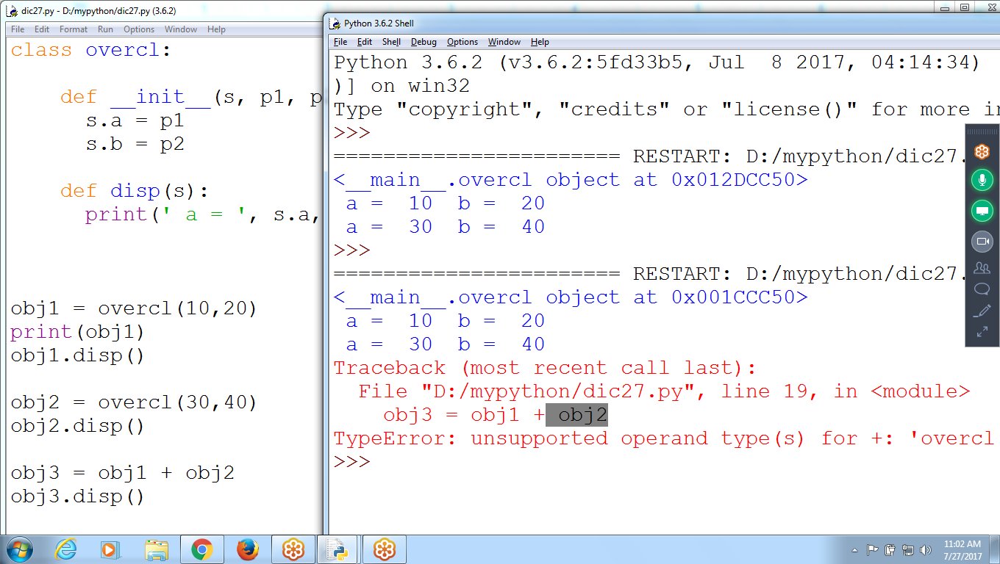 dic27.py - D:/mypython/dic27.py (3.6.2)
File Edit Format Run Options Window Help
class overcl:
def __init__(s, p1, p
s.a = p1
s.b = p2
def disp(s):
print(' a = ', s.a,
obj1 = overcl(10,20)
print(obj1)
obj1.disp()
obj2 = overcl(30,40)
obj2.disp()
obj3 = obj1 + obj2
obj3.disp()
Python 3.6.2 Shell
File Edit Shell Debug Options Window Help
Python 3.6.2 (v3.6.2:5fd33b5, Jul  8 2017, 04:14:34)
)] on win32
Type "copyright", "credits" or "license()" for more in
>>>
======================= RESTART: D:/mypython/dic27.
<__main__.overcl object at 0x012DCC50>
a =  10  b =  20
a =  30  b =  40
>>>
======================= RESTART: D:/mypython/dic27.
<__main__.overcl object at 0x001CCC50>
a =  10  b =  20
a =  30  b =  40
Traceback (most recent call last):
File "D:/mypython/dic27.py", line 19, in <module>
obj3 = obj1 + obj2
TypeError: unsupported operand type(s) for +: 'overcl
>>>
11:02 AM
7/27/2017